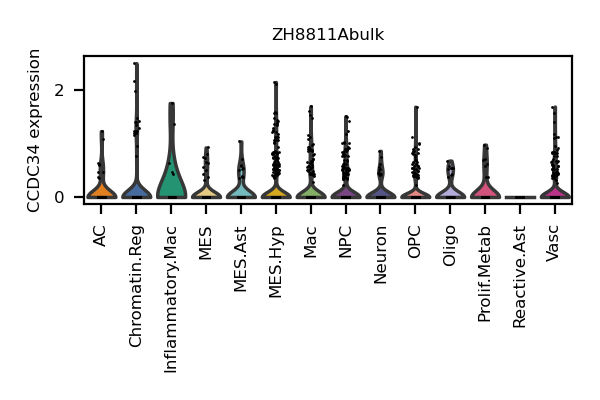 ZH8811Abulk
CCDC34 expression
2
0
AC
Chromatin.Reg
Inflammatory.Mac
MES
MES.Ast
MES.Hyp
Mac
NPC
Neuron
OPC
Oligo
Prolif.Metab
Reactive.Ast
Vasc